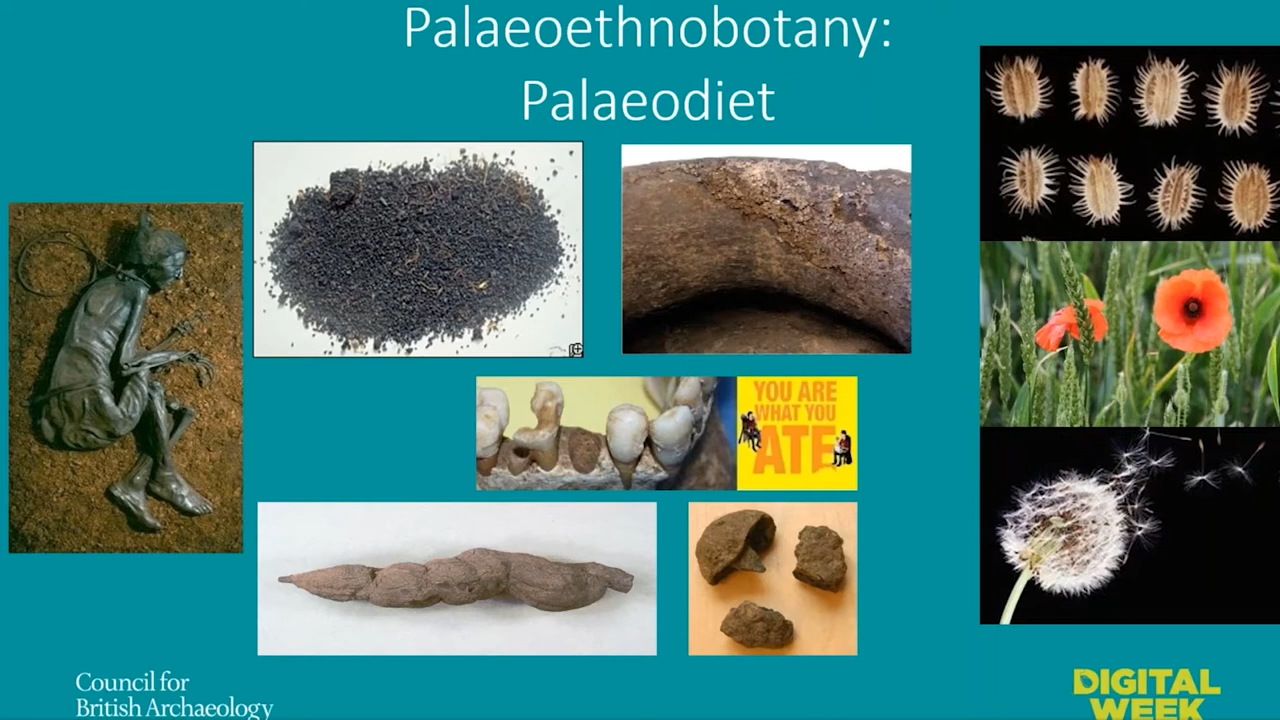 Palaeoethnobotany:
Palaeodiet
YOU ARE
WHAT YOU
ATE
Council for
British Archaeology
DIGITAL
WEEK